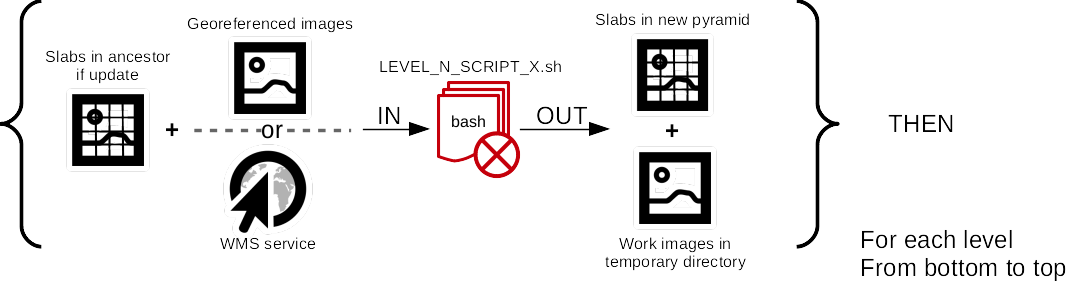 Georeferenced images
Slabs in ancestor
if update
+
or
WMS service
IN
LEVEL_N_SCRIPT_X.sh
bash
OUT
Slabs in new pyramid
+
Work images in
temporary directory
THEN
For each level
From bottom to top